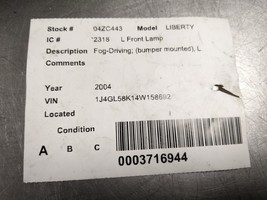 Stock # 04ZC443 Model LIBERTY
IC # '2318 L Front Lamp
Description Fog-Driving; (bumper mounted), L
Comments
Year 2004
VIN
Located
Condition
A B C
0003716944